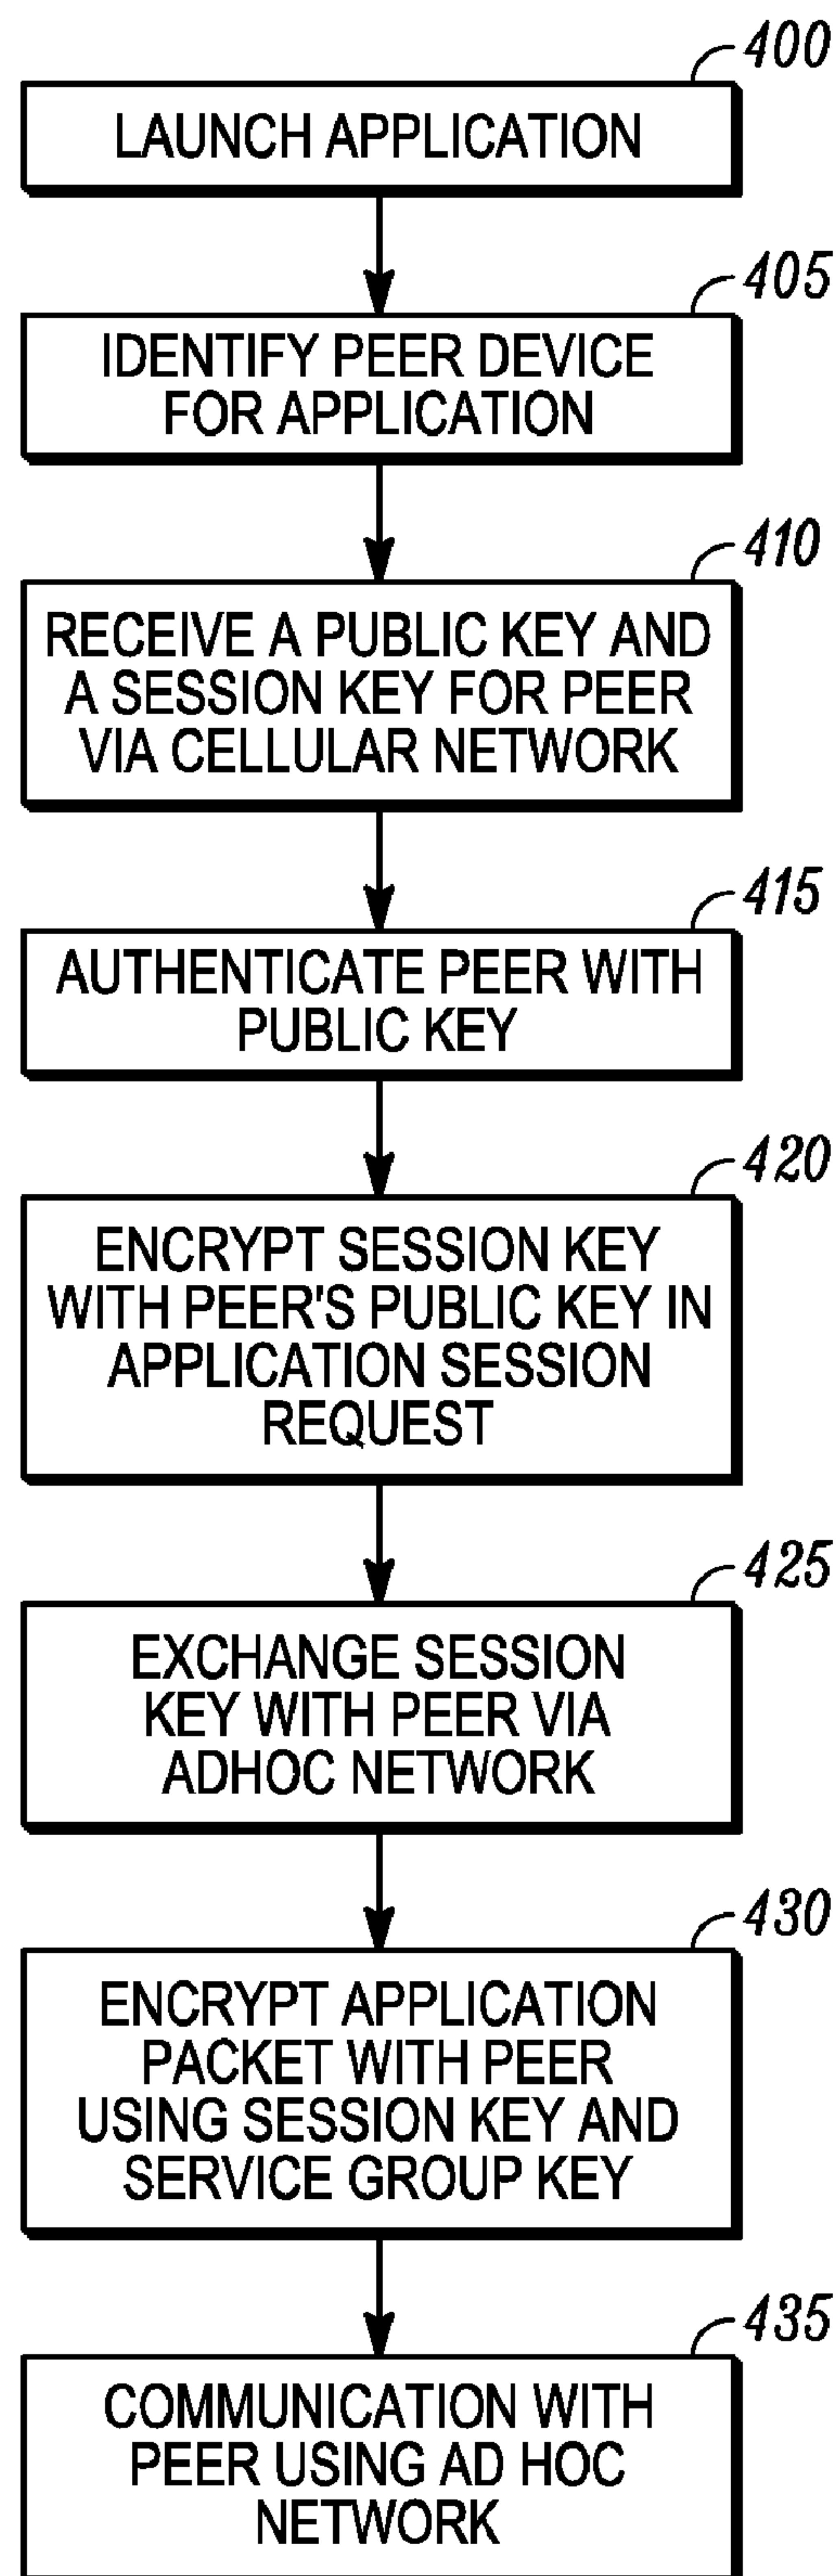 400
LAUNCH APPLICATION
405
IDENTIFY PEER DEVICE
FOR APPLICATION
410
RECEIVE A PUBLIC KEY AND
A SESSION KEY FOR PEER
VIA CELLULAR NETWORK
415
AUTHENTICATE PEER WITH
PUBLIC KEY
420
ENCRYPT SESSION KEY
WITH PEER'S PUBLIC KEY IN
APPLICATION SESSION
REQUEST
425
EXCHANGE SESSION
KEY WITH PEER VIA
ADHOC NETWORK
430
ENCRYPT APPLICATION
PACKET WITH PEER
USING SESSION KEY AND
SERVICE GROUP KEY
435
COMMUNICATION WITH
PEER USING AD HOC
NETWORK